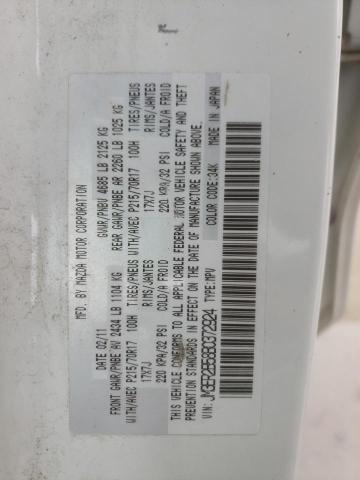 MFD. BY MAZDA MOTOR CORPORATION
DATE 02/11 GVWR/PNBV 4685 LB 2125 KG
FRONT GAWR/PNBE AV 2434 LB 1104 KG REAR GAWR/PNBE AR 2260 LB 1025 KG
WITH/AVEC P215/70R17 100H TIRES/PNEUS WITH/AVEC P215/70R17 100H TIRES/PNEUS
17X7J RIMS/JANTES 17X7J RIMS/JANTES
220 KPA/32 PSI COLD/A FROID 220 KPA/32 PSI COLD/A FROID
THIS VEHICLE CONFORMS TO ALL APPLICABLE FEDERAL MOTOR VEHICLE SAFETY AND THEFT
PREVENTION STANDARDS IN EFFECT ON THE DATE OF MANUFACTURE SHOWN ABOVE.
VIN: TYPE:MPV COLOR CODE:34K MADE IN JAPAN